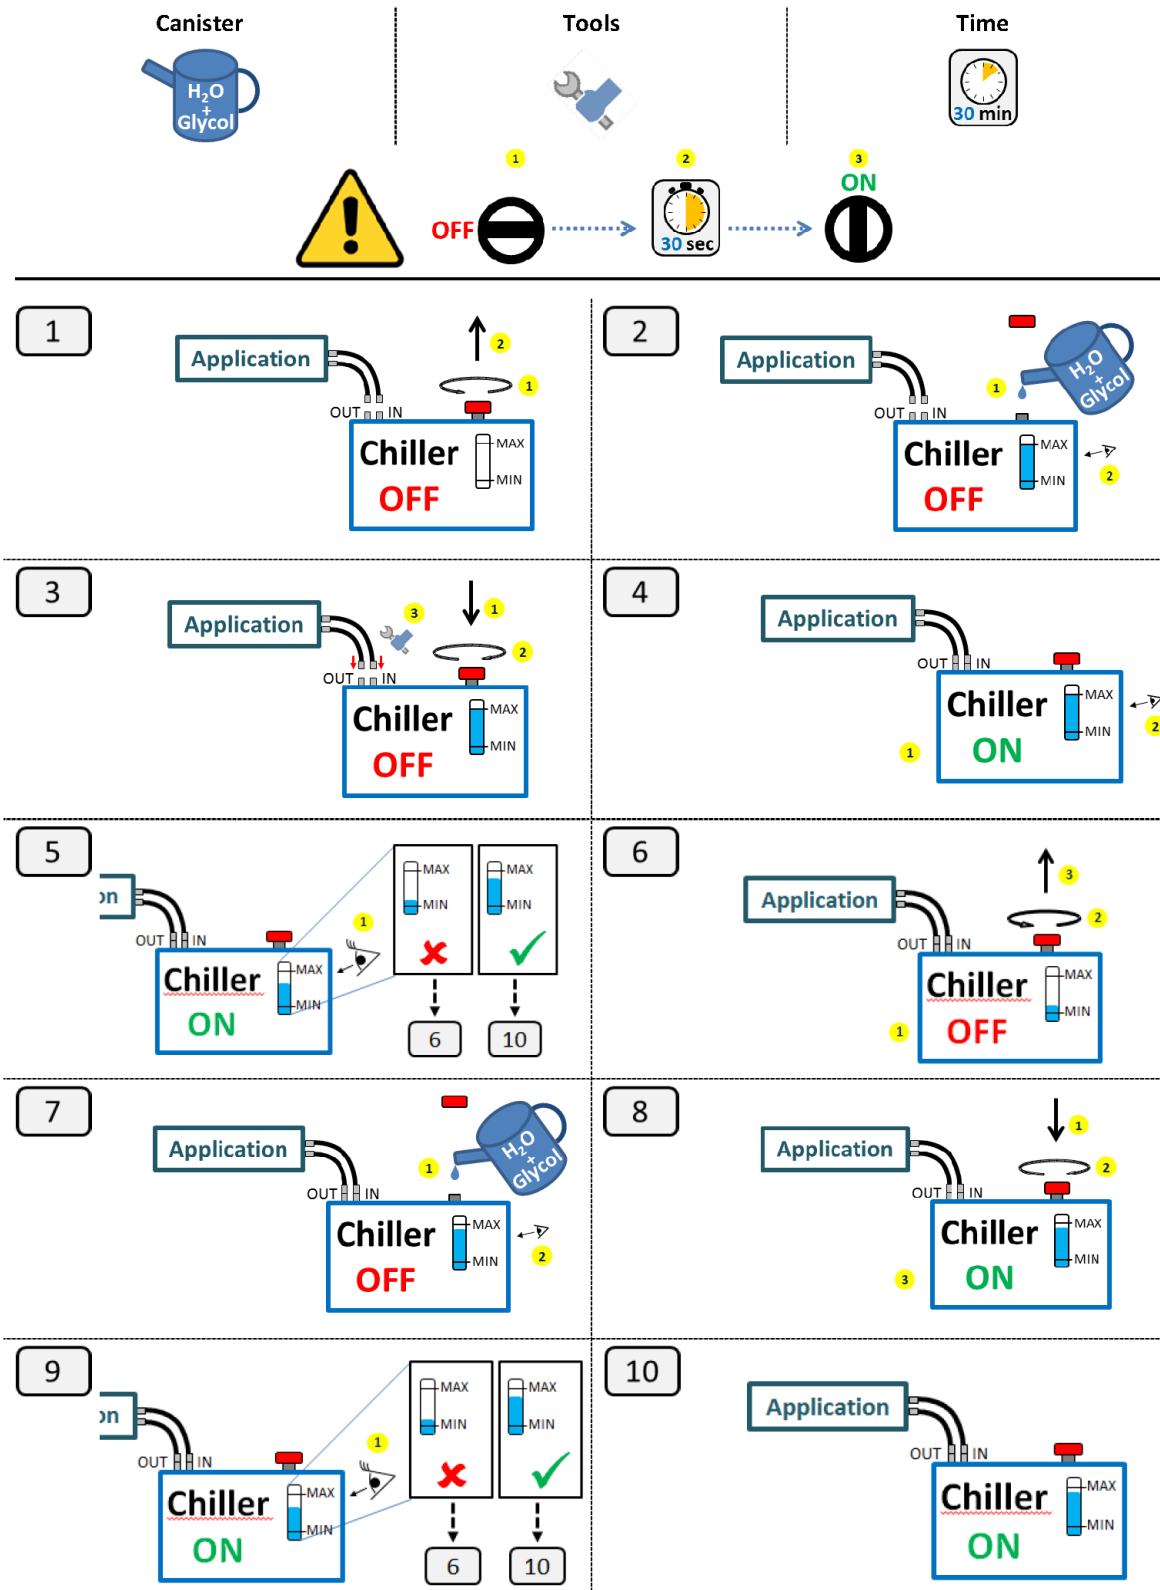 Canister
Tools
Time
H2O
+
Glycol
30 min
1
2
3
ON
OFF
30 sec
1
Application
2
1
OUT
IN
Chiller
MAX
MIN
OFF
2
Application
H2O
+
Glycol
1
OUT
IN
Chiller
MAX
MIN
2
OFF
3
Application
3
1
2
OUT
IN
Chiller
MAX
MIN
OFF
4
Application
OUT
IN
Chiller
MAX
MIN
2
1
ON
5
on
1
OUT
IN
Chiller
MAX
MIN
ON
MAX
MIN
MAX
MIN
6
10
6
Application
3
2
OUT
IN
Chiller
MAX
MIN
1
OFF
7
Application
H2O
+
Glycol
1
OUT
IN
Chiller
MAX
MIN
2
OFF
8
Application
1
2
OUT
IN
Chiller
MAX
MIN
3
ON
9
on
1
OUT
IN
Chiller
MAX
MIN
ON
MAX
MIN
MAX
MIN
6
10
10
Application
OUT
IN
Chiller
MAX
MIN
ON